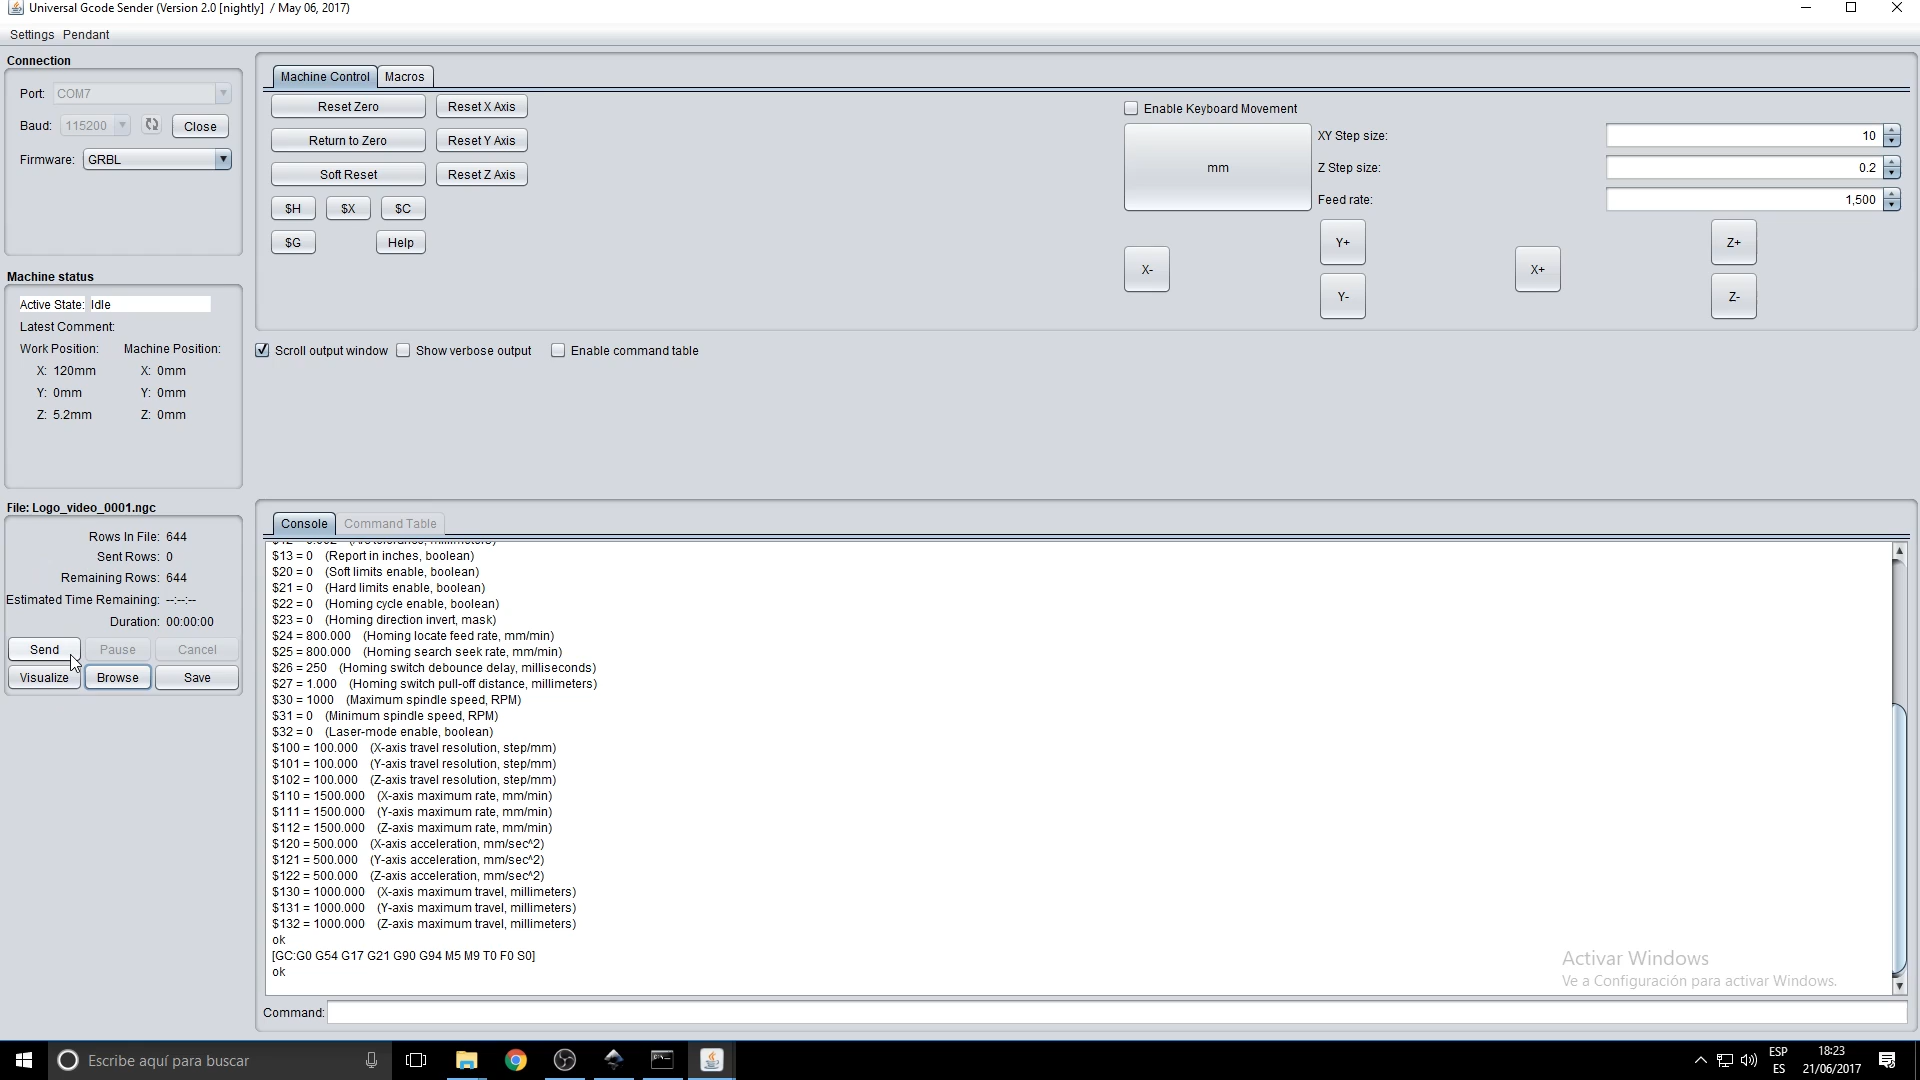 Universal Gcode Sender (Version 2.0 [nightly] / May 06, 2017)
Settings Pendant
Connection
Port: COM7
Baud: 115200 Close
Firmware: GRBL
Machine status
Active State: Idle
Latest Comment:
Work Position: Machine Position:
X: 120mm X: 0mm
Y: 0mm Y: 0mm
Z: 5.2mm Z: 0mm
File: Logo_video_0001.ngc
Rows In File: 644
Sent Rows: 0
Remaining Rows: 644
Estimated Time Remaining: --:--:--
Duration: 00:00:00
Send Pause Cancel
Visualize Browse Save
Machine Control Macros
Reset Zero Reset X Axis
Return to Zero Reset Y Axis
Soft Reset Reset Z Axis
$H $X $C
$G Help
Enable Keyboard Movement
mm
XY Step size: 10
Z Step size: 0.2
Feed rate: 1,500
Y+ Z+
X- X+
Y- Z-
Scroll output window Show verbose output Enable command table
Console Command Table
$13 = 0 (Report in inches, boolean)
$20 = 0 (Soft limits enable, boolean)
$21 = 0 (Hard limits enable, boolean)
$22 = 0 (Homing cycle enable, boolean)
$23 = 0 (Homing direction invert, mask)
$24 = 800.000 (Homing locate feed rate, mm/min)
$25 = 800.000 (Homing search seek rate, mm/min)
$26 = 250 (Homing switch debounce delay, milliseconds)
$27 = 1.000 (Homing switch pull-off distance, millimeters)
$30 = 1000 (Maximum spindle speed, RPM)
$31 = 0 (Minimum spindle speed, RPM)
$32 = 0 (Laser-mode enable, boolean)
$100 = 100.000 (X-axis travel resolution, step/mm)
$101 = 100.000 (Y-axis travel resolution, step/mm)
$102 = 100.000 (Z-axis travel resolution, step/mm)
$110 = 1500.000 (X-axis maximum rate, mm/min)
$111 = 1500.000 (Y-axis maximum rate, mm/min)
$112 = 1500.000 (Z-axis maximum rate, mm/min)
$120 = 500.000 (X-axis acceleration, mm/sec^2)
$121 = 500.000 (Y-axis acceleration, mm/sec^2)
$122 = 500.000 (Z-axis acceleration, mm/sec^2)
$130 = 1000.000 (X-axis maximum travel, millimeters)
$131 = 1000.000 (Y-axis maximum travel, millimeters)
$132 = 1000.000 (Z-axis maximum travel, millimeters)
ok
[GC:G0 G54 G17 G21 G90 G94 M5 M9 T0 F0 S0]
ok
Activar Windows
Ve a Configuración para activar Windows.
Command:
Escribe aquí para buscar
ESP
ES
18:23
21/06/2017